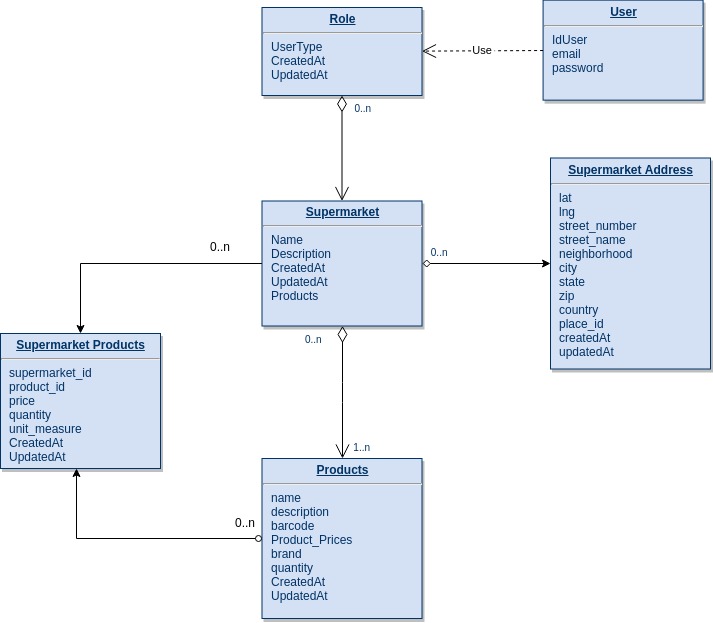 Role
UserType
CreatedAt
UpdatedAt
Use
User
IdUser
email
password
0..n
Supermarket
Name
Description
CreatedAt
UpdatedAt
Products
0..n
Supermarket Address
lat
lng
street_number
street_name
neighborhood
city
state
zip
country
place_id
createdAt
updatedAt
0..n
Supermarket Products
supermarket_id
product_id
price
quantity
unit_measure
CreatedAt
UpdatedAt
0..n
1..n
Products
name
description
barcode
Product_Prices
brand
quantity
CreatedAt
UpdatedAt
0..n